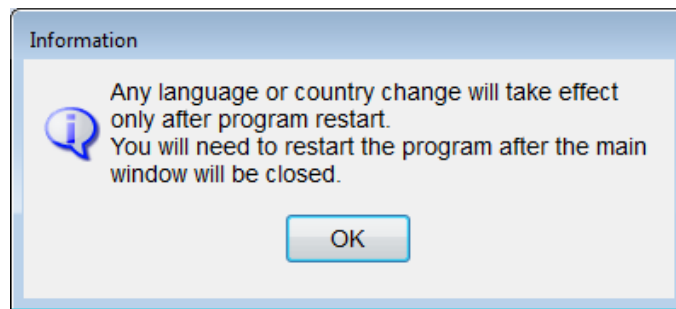 Information
Any language or country change will take effect
only after program restart.
You will need to restart the program after the main
window will be closed.
OK